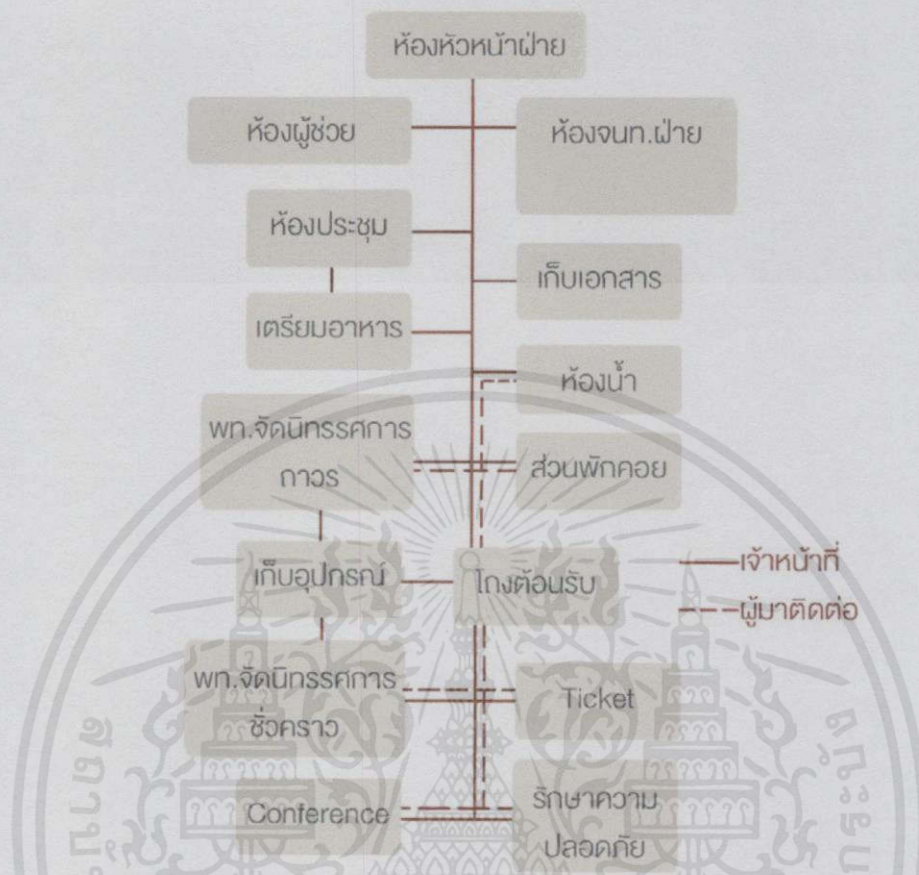 ห้องหัวหน้าฝ่าย
ห้องผู้ช่วย
ห้องจนท.ฝ่าย
ห้องประชุม
เก็บเอกสาร
เตรียมอาหาร
ห้องน้ำ
พท.จัดนิทรรศการ
ถาวร
ส่วนพักคอย
เก็บอุปกรณ์
โถงต้อนรับ
เจ้าหน้าที่
ผู้มาติดต่อ
พท.จัดนิทรรศการ
ชั่วคราว
Ticket
Conference
รักษาความ
ปลอดภัย